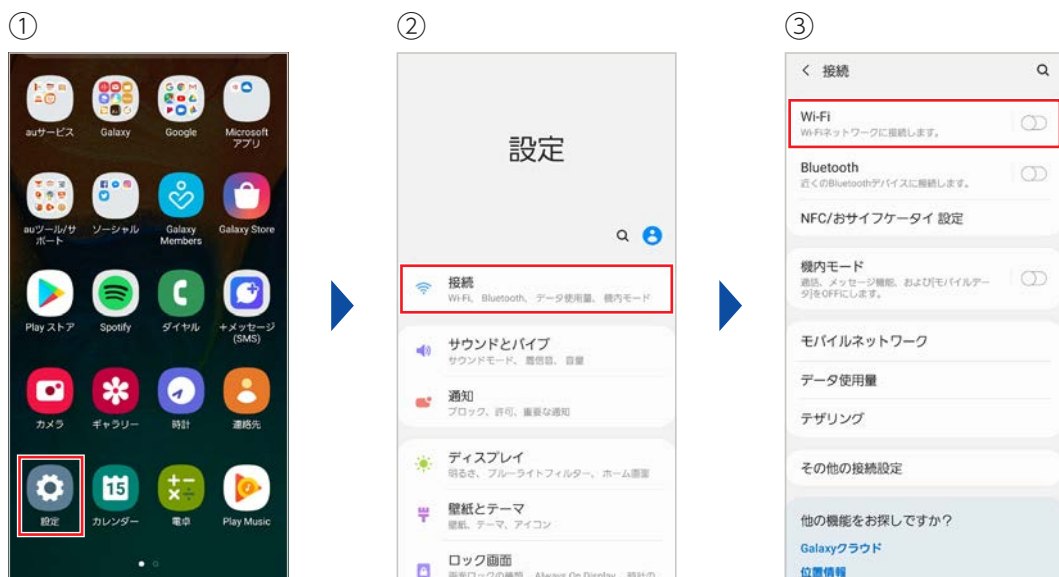 ①
auサービス
Galaxy
Google
Microsoft
アプリ
auツール/サ
ポート
ソーシャル
Galaxy
Members
Galaxy Store
Play ストア
Spotify
ダイヤル
+メッセージ
(SMS)
カメラ
ギャラリー
時計
連絡先
設定
15
カレンダー
電卓
Play Music
②
設定
接続
Wi-Fi、Bluetooth、データ使用量、機内モード
サウンドとバイブ
サウンドモード、着信音、音量
通知
ブロック、許可、重要な通知
ディスプレイ
明るさ、ブルーライトフィルター、ホーム画面
壁紙とテーマ
壁紙、テーマ、アイコン
ロック画面
画面ロックの種類、Always On Display、時計の
③
接続
Wi-Fi
Wi-Fiネットワークに接続します。
Bluetooth
近くのBluetoothデバイスに接続します。
NFC/おサイフケータイ 設定
機内モード
通話、メッセージ機能、および[モバイルデー
タ]をOFFにします。
モバイルネットワーク
データ使用量
テザリング
その他の接続設定
他の機能をお探しですか？
Galaxyクラウド
位置情報